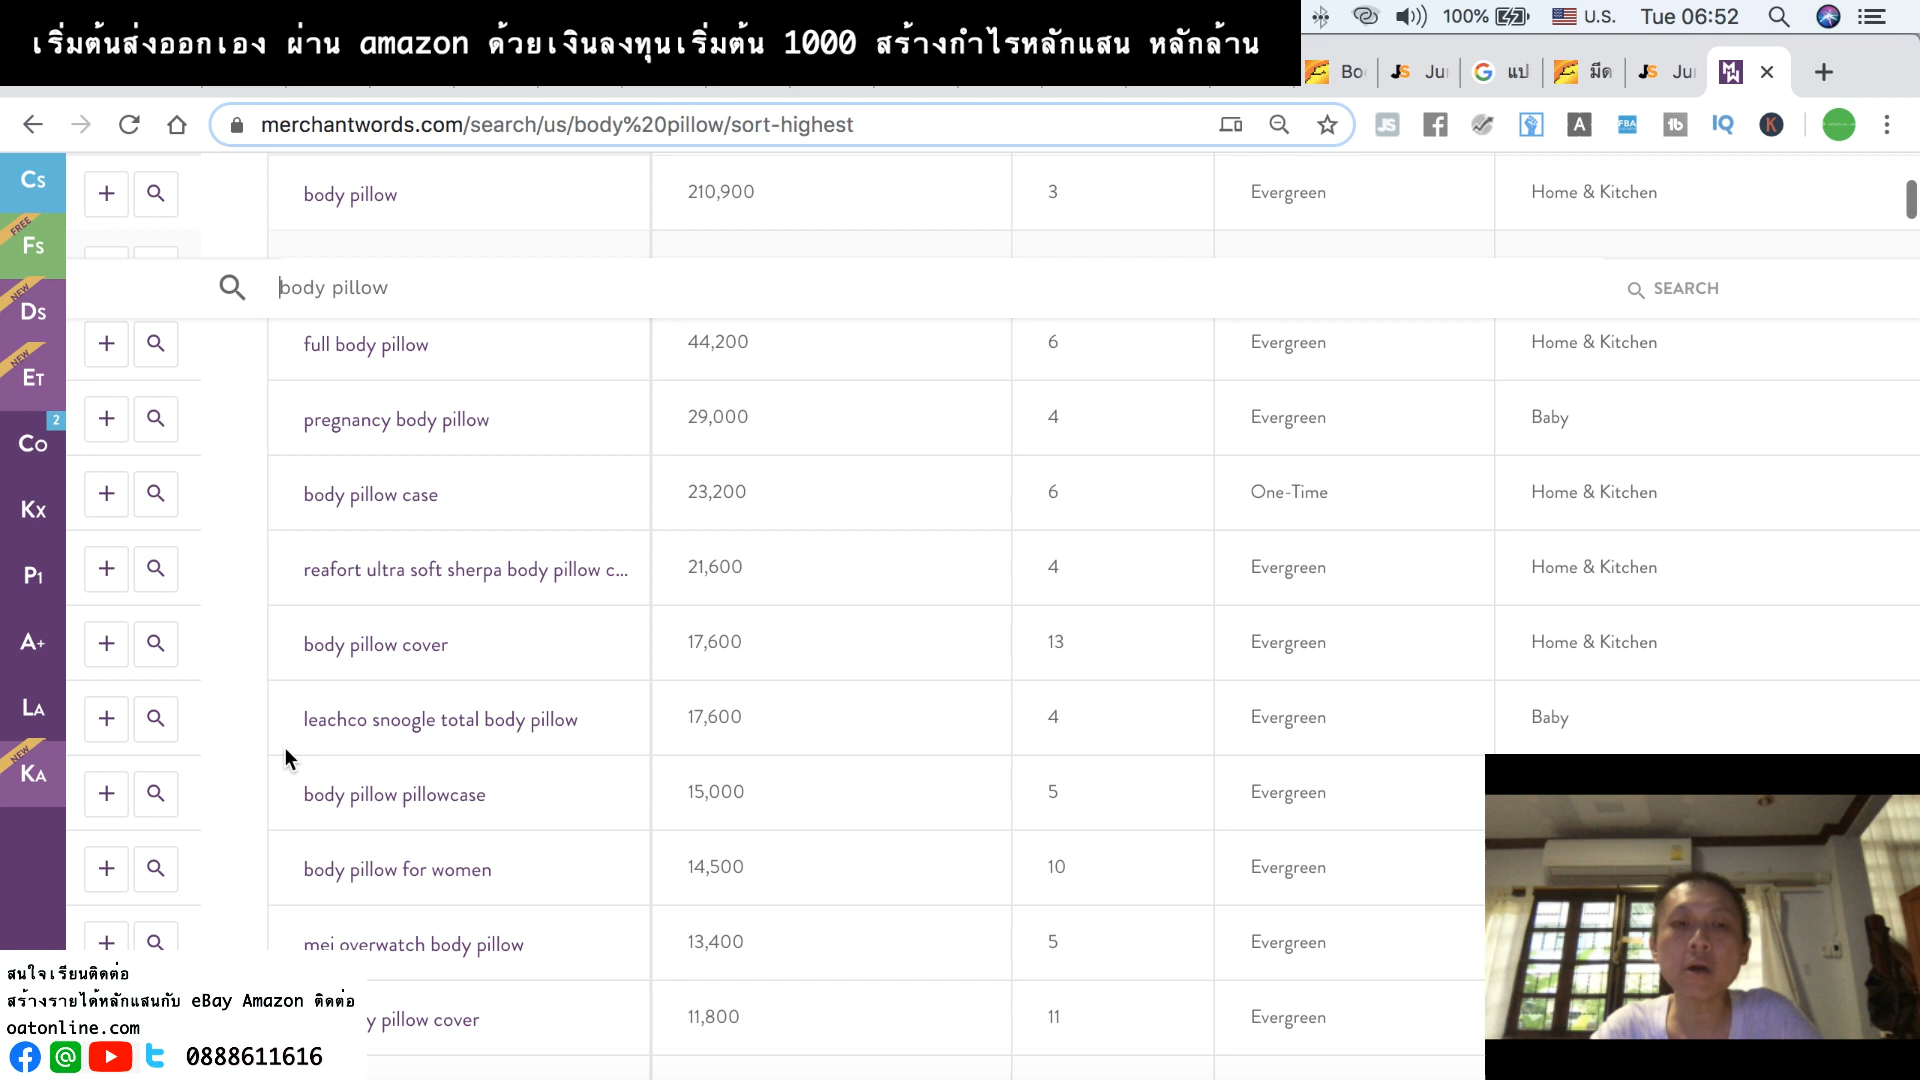 เริ่มต้นส่งออกเอง ผ่าน amazon ด้วยเงินลงทุนเริ่มต้น 1000 สร้างกำไรหลักแสน หลักล้าน
100% U.S. Tue 06:52
Bo Ju แป มีด Ju
merchantwords.com/search/us/body%20pillow/sort-highest
Cs
body pillow 210,900 3 Evergreen Home & Kitchen
FREE
Fs
body pillow SEARCH
NEW
Ds
full body pillow 44,200 6 Evergreen Home & Kitchen
NEW
ET
pregnancy body pillow 29,000 4 Evergreen Baby
2
Co
body pillow case 23,200 6 One-Time Home & Kitchen
Kx
reafort ultra soft sherpa body pillow c... 21,600 4 Evergreen Home & Kitchen
P1
body pillow cover 17,600 13 Evergreen Home & Kitchen
A+
leachco snoogle total body pillow 17,600 4 Evergreen Baby
LA
NEW
KA
body pillow pillowcase 15,000 5 Evergreen
body pillow for women 14,500 10 Evergreen
mei overwatch body pillow 13,400 5 Evergreen
y pillow cover 11,800 11 Evergreen
สนใจเรียนติดต่อ
สร้างรายได้หลักแสนกับ eBay Amazon ติดต่อ
oatonline.com
0888611616